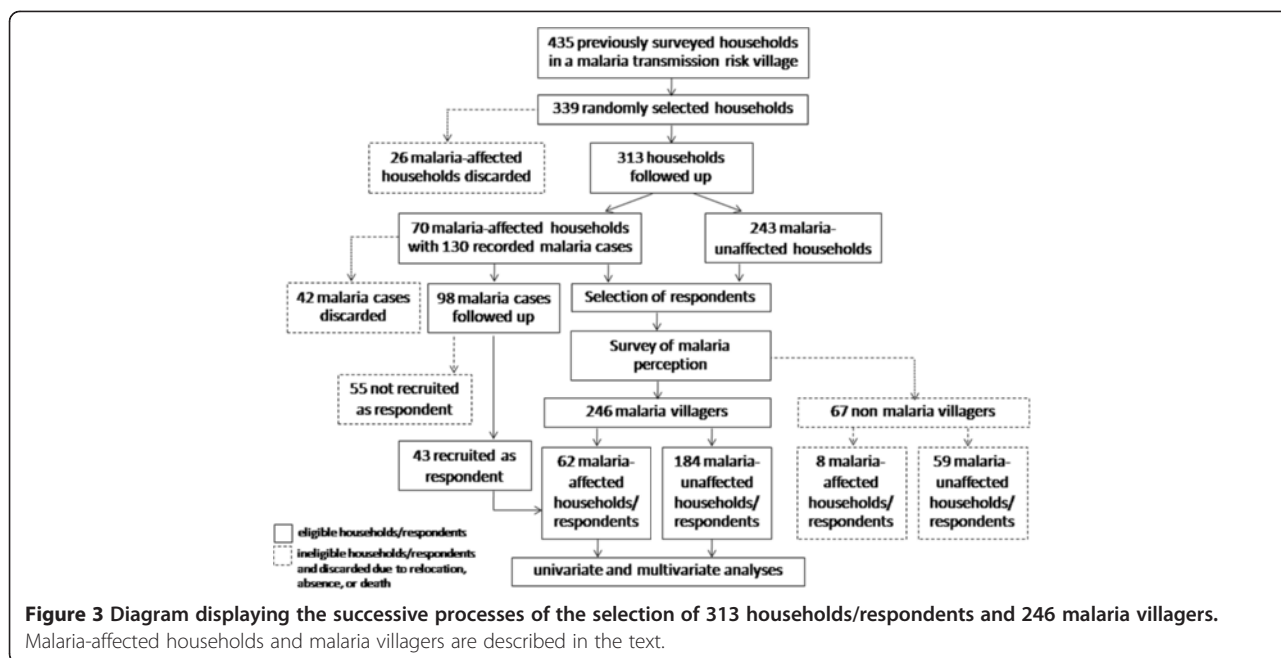 435 previously surveyed households
in a malaria transmission risk village
339 randomly selected households
26 malaria-affected
households discarded
313 households
followed up
70 malaria-affected households
with 130 recorded malaria cases
243 malaria-
unaffected households
42 malaria cases
discarded
98 malaria cases
followed up
Selection of respondents
Survey of malaria
perception
55 not recruited
as respondent
246 malaria villagers
67 non malaria villagers
43 recruited as
respondent
62 malaria-
affected
households/
respondents
184 malaria-
unaffected
households/
respondents
8 malaria-
affected
households/
respondents
59 malaria-
unaffected
households/
respondents
eligible households/respondents
ineligible households/respondents
and discarded due to relocation,
absence, or death
univariate and multivariate analyses
Figure 3 Diagram displaying the successive processes of the selection of 313 households/respondents and 246 malaria villagers.
Malaria-affected households and malaria villagers are described in the text.